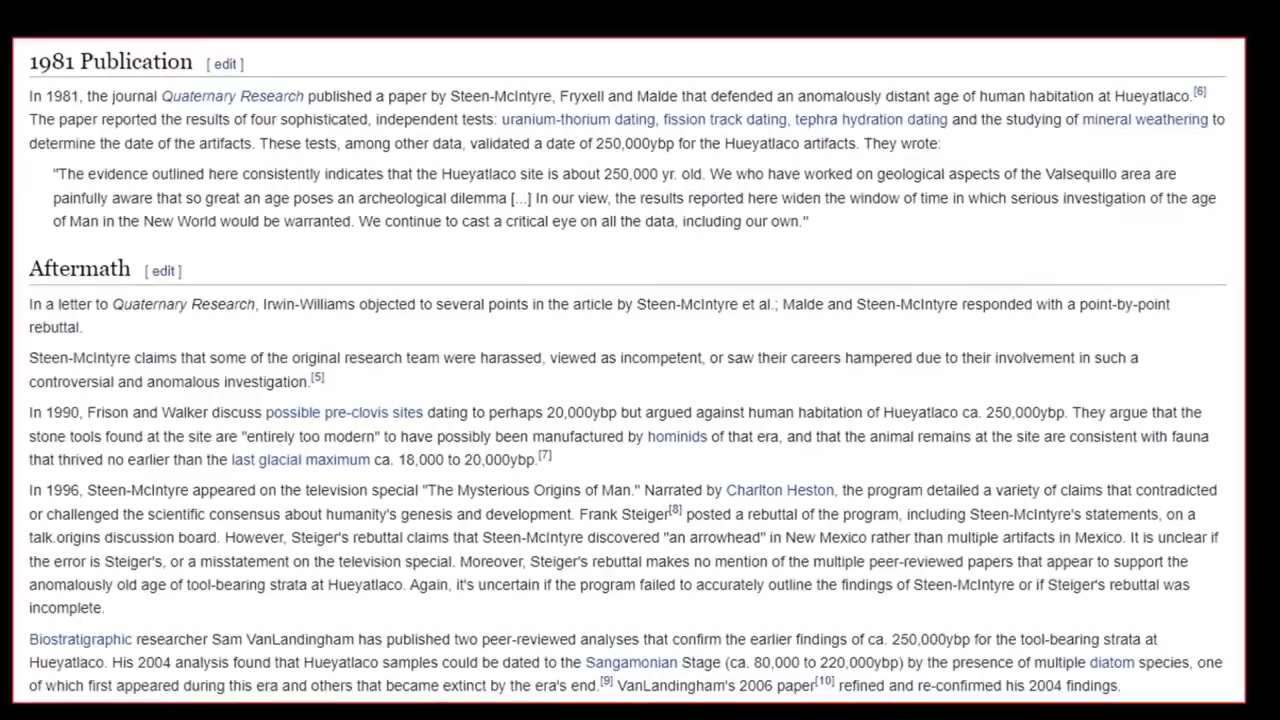 1981 Publication [ edit ]
In 1981, the journal Quaternary Research published a paper by Steen-McIntyre, Fryxell and Malde that defended an anomalously distant age of human habitation at Hueyatlaco.[6]
The paper reported the results of four sophisticated, independent tests: uranium-thorium dating, fission track dating, tephra hydration dating and the studying of mineral weathering to
determine the date of the artifacts. These tests, among other data, validated a date of 250,000ybp for the Hueyatlaco artifacts. They wrote:
"The evidence outlined here consistently indicates that the Hueyatlaco site is about 250,000 yr. old. We who have worked on geological aspects of the Valsequillo area are
painfully aware that so great an age poses an archeological dilemma [...] In our view, the results reported here widen the window of time in which serious investigation of the age
of Man in the New World would be warranted. We continue to cast a critical eye on all the data, including our own."
Aftermath [ edit ]
In a letter to Quaternary Research, Irwin-Williams objected to several points in the article by Steen-McIntyre et al.; Malde and Steen-McIntyre responded with a point-by-point
rebuttal.
Steen-McIntyre claims that some of the original research team were harassed, viewed as incompetent, or saw their careers hampered due to their involvement in such a
controversial and anomalous investigation.[5]
In 1990, Frison and Walker discuss possible pre-clovis sites dating to perhaps 20,000ybp but argued against human habitation of Hueyatlaco ca. 250,000ybp. They argue that the
stone tools found at the site are "entirely too modern" to have possibly been manufactured by hominids of that era, and that the animal remains at the site are consistent with fauna
that thrived no earlier than the last glacial maximum ca. 18,000 to 20,000ybp.[7]
In 1996, Steen-McIntyre appeared on the television special "The Mysterious Origins of Man." Narrated by Charlton Heston, the program detailed a variety of claims that contradicted
or challenged the scientific consensus about humanity's genesis and development. Frank Steiger[8] posted a rebuttal of the program, including Steen-McIntyre's statements, on a
talk.origins discussion board. However, Steiger's rebuttal claims that Steen-McIntyre discovered "an arrowhead" in New Mexico rather than multiple artifacts in Mexico. It is unclear if
the error is Steiger's, or a misstatement on the television special. Moreover, Steiger's rebuttal makes no mention of the multiple peer-reviewed papers that appear to support the
anomalously old age of tool-bearing strata at Hueyatlaco. Again, it's uncertain if the program failed to accurately outline the findings of Steen-McIntyre or if Steiger's rebuttal was
incomplete.
Biostratigraphic researcher Sam VanLandingham has published two peer-reviewed analyses that confirm the earlier findings of ca. 250,000ybp for the tool-bearing strata at
Hueyatlaco. His 2004 analysis found that Hueyatlaco samples could be dated to the Sangamonian Stage (ca. 80,000 to 220,000ybp) by the presence of multiple diatom species, one
of which first appeared during this era and others that became extinct by the era's end.[9] VanLandingham's 2006 paper[10] refined and re-confirmed his 2004 findings.